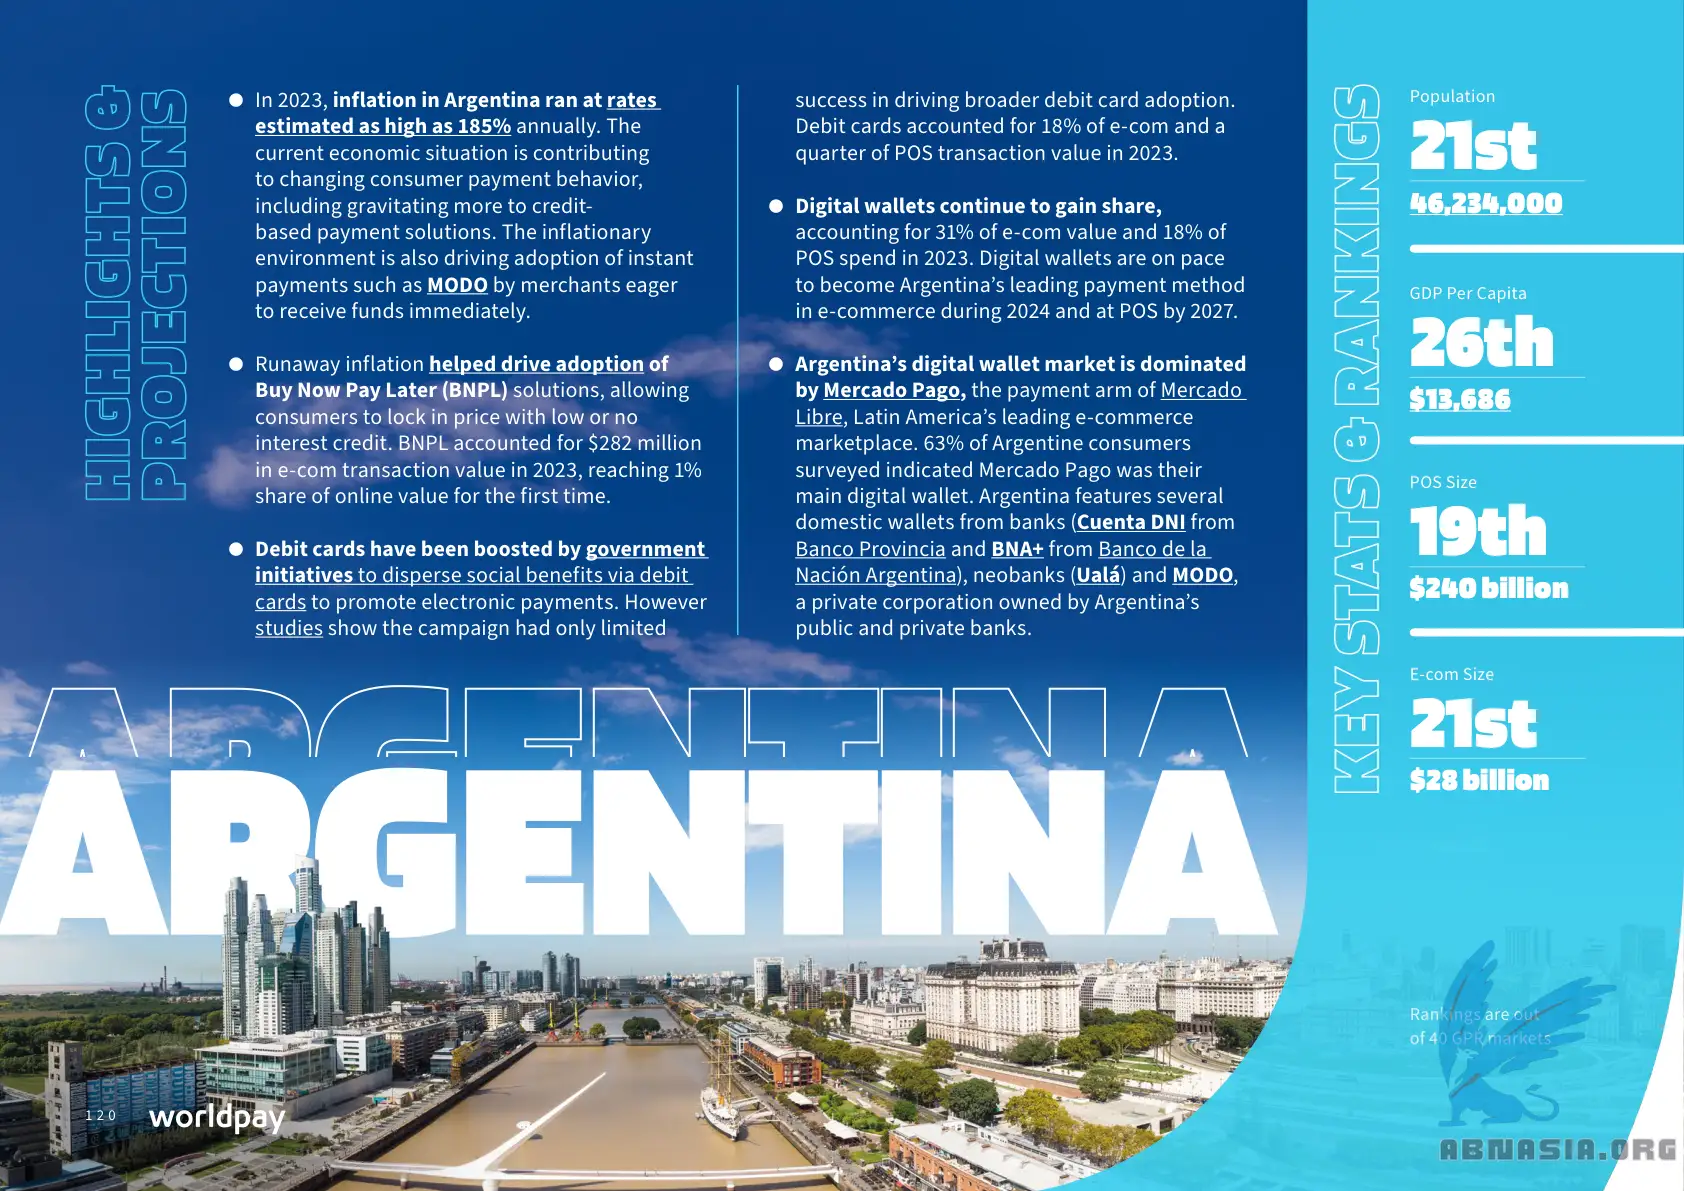 HIGHLIGHTS &
PROJECTIONS
In 2023, inflation in Argentina ran at rates
estimated as high as 185% annually. The
current economic situation is contributing
to changing consumer payment behavior,
including gravitating more to credit-
based payment solutions. The inflationary
environment is also driving adoption of instant
payments such as MODO by merchants eager
to receive funds immediately.
Runaway inflation helped drive adoption of
Buy Now Pay Later (BNPL) solutions, allowing
consumers to lock in price with low or no
interest credit. BNPL accounted for $282 million
in e-com transaction value in 2023, reaching 1%
share of online value for the first time.
Debit cards have been boosted by government
initiatives to disperse social benefits via debit
cards to promote electronic payments. However
studies show the campaign had only limited
success in driving broader debit card adoption.
Debit cards accounted for 18% of e-com and a
quarter of POS transaction value in 2023.
Digital wallets continue to gain share,
accounting for 31% of e-com value and 18% of
POS spend in 2023. Digital wallets are on pace
to become Argentina's leading payment method
in e-commerce during 2024 and at POS by 2027.
Argentina's digital wallet market is dominated
by Mercado Pago, the payment arm of Mercado
Libre, Latin America's leading e-commerce
marketplace. 63% of Argentine consumers
surveyed indicated Mercado Pago was their
main digital wallet. Argentina features several
domestic wallets from banks (Cuenta DNI from
Banco Provincia and BNA+ from Banco de la
Nación Argentina), neobanks (Ualá) and MODO,
a private corporation owned by Argentina's
public and private banks.
ARGENTINA
ARGENTINA
120
worldpay
KEY STATS & RANKINGS
Population
21st
46,234,000
GDP Per Capita
26th
$13,686
POS Size
19th
$240 billion
E-com Size
21st
$28 billion
Rankings are out
of 40 GPR markets
ABNASIA.ORG